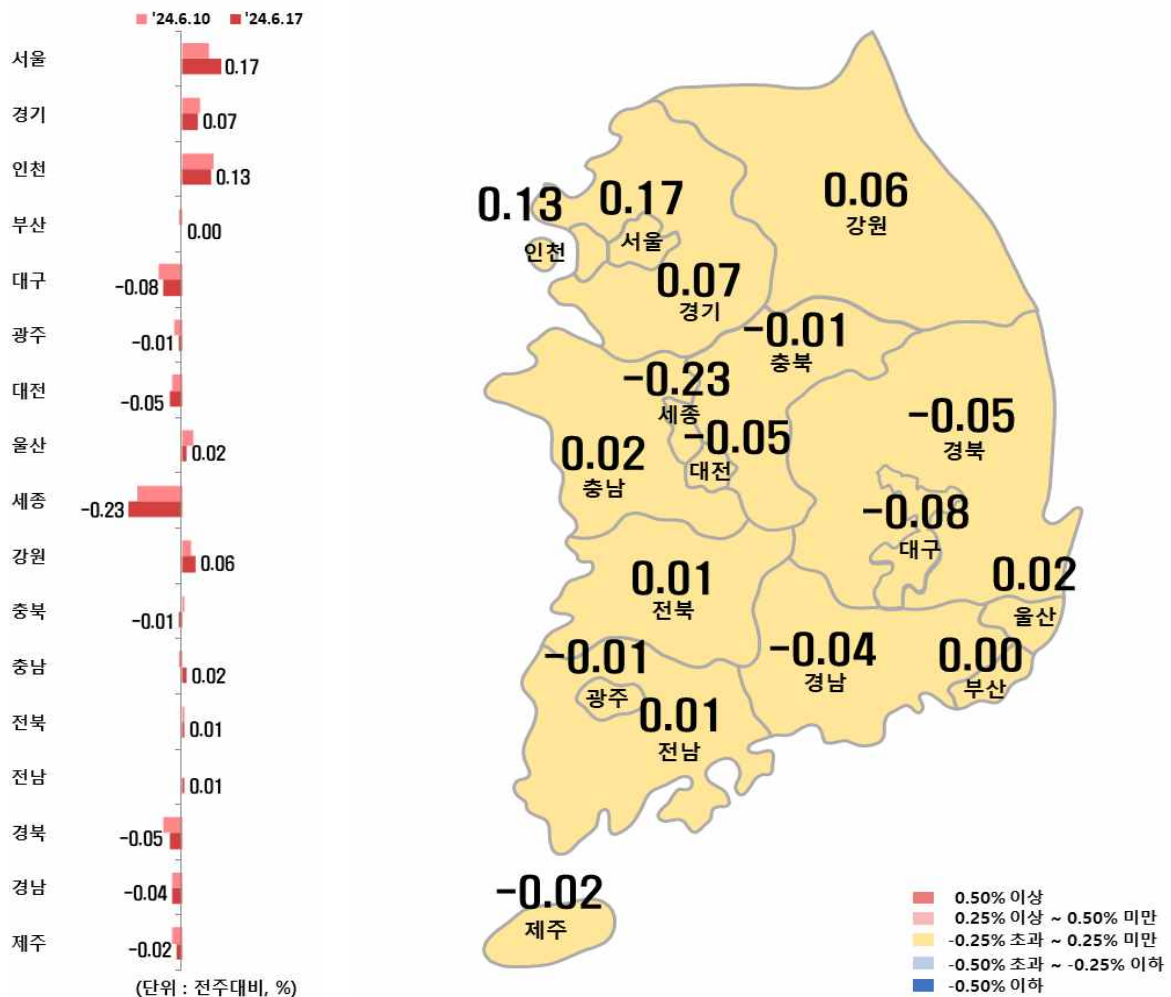 '24.6.10 '24.6.17
서울 0.17
경기 0.07
인천 0.13
부산 0.00
대구 -0.08
광주 -0.01
대전 -0.05
울산 0.02
세종 -0.23
강원 0.06
충북 -0.01
충남 0.02
전북 0.01
전남 0.01
경북 -0.05
경남 -0.04
제주 -0.02
(단위 : 전주대비, %)
0.13
인천
0.17
서울
0.06
강원
0.07
경기
-0.01
충북
-0.23
세종
-0.05
대전
0.02
충남
-0.05
경북
-0.08
대구
0.01
전북
0.02
울산
-0.01
광주
-0.04
경남
0.00
부산
0.01
전남
-0.02
제주
0.50% 이상
0.25% 이상 ~ 0.50% 미만
-0.25% 초과 ~ 0.25% 미만
-0.50% 초과 ~ -0.25% 이하
-0.50% 이하